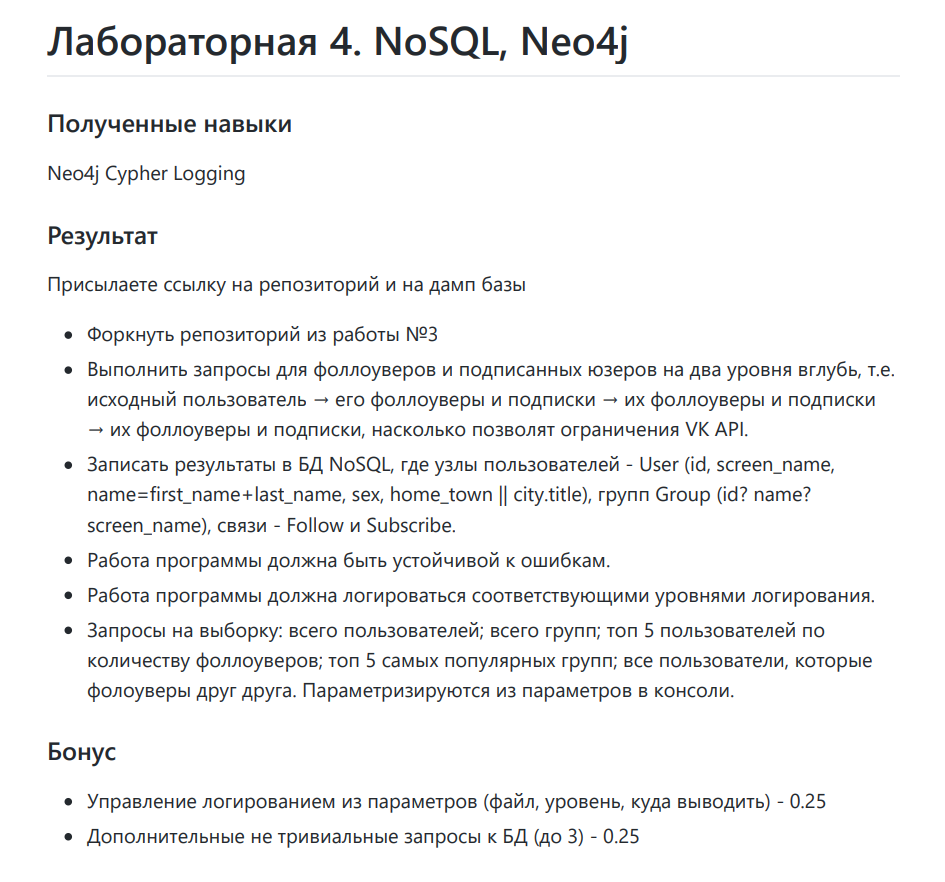 Лабораторная 4. NoSQL, Neo4j
Полученные навыки
Neo4j Cypher Logging
Результат
Присылаете ссылку на репозиторий и на дамп базы
• Форкнуть репозиторий из работы №3
• Выполнить запросы для фоллоуверов и подписанных юзеров на два уровня вглубь, т.е.
исходный пользователь → его фоллоуверы и подписки → их фоллоуверы и подписки
→ их фоллоуверы и подписки, насколько позволят ограничения VK API.
• Записать результаты в БД NoSQL, где узлы пользователей - User (id, screen_name,
name=first_name+last_name, sex, home_town || city.title), групп Group (id? name?
screen_name), связи - Follow и Subscribe.
• Работа программы должна быть устойчивой к ошибкам.
• Работа программы должна логироваться соответствующими уровнями логирования.
• Запросы на выборку: всего пользователей; всего групп; топ 5 пользователей по
количеству фоллоуверов; топ 5 самых популярных групп; все пользователи, которые
фолоуверы друг друга. Параметризируются из параметров в консоли.
Бонус
• Управление логированием из параметров (файл, уровень, куда выводить) - 0.25
• Дополнительные не тривиальные запросы к БД (до 3) - 0.25